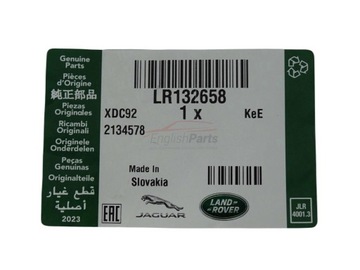 Genuine
Parts
Pièces
d'Origine
純正部品
Piezas
Originales
Ricambi
Originali
Originele
Onderdelen
Peças
Genuínas
Originalteile
قطع غيار
أصلية
2023
LR132658
XDC92
1 x
KeE
2134578
EnglishParts
Made In
Slovakia
EAC
JAGUAR
LAND
ROVER
JLR
4001.3